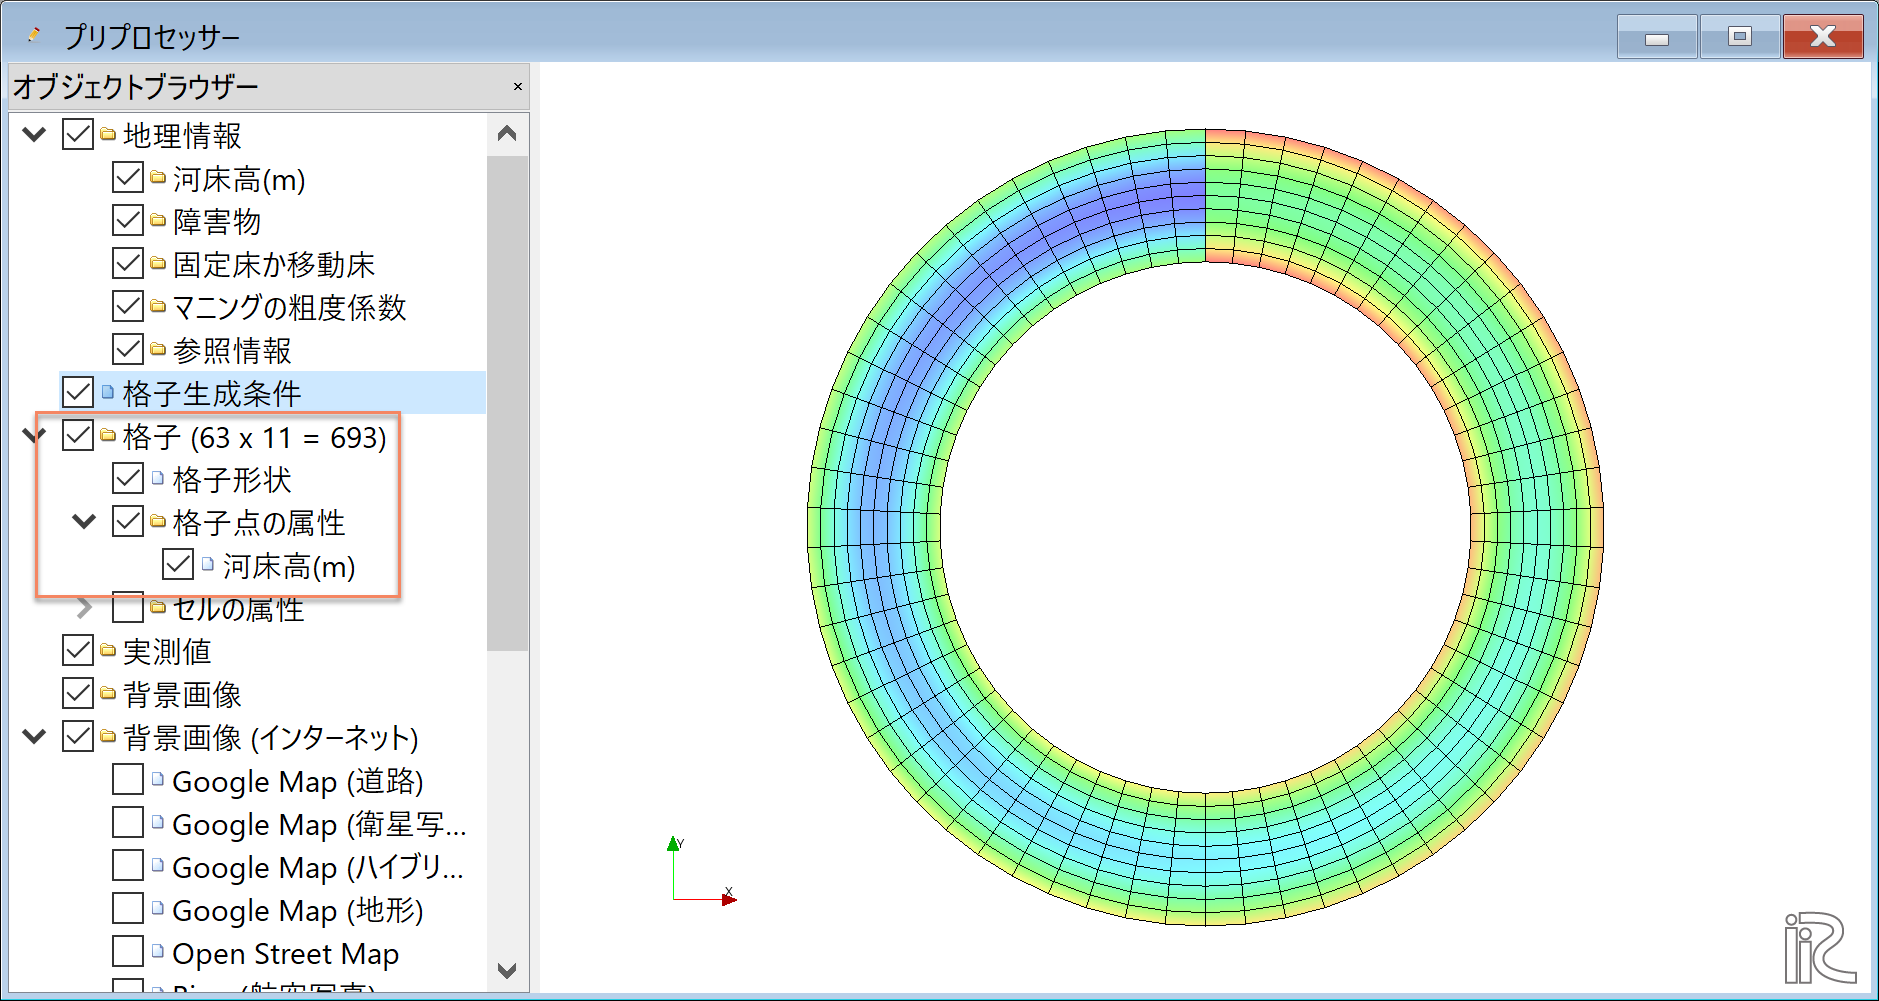 プリプロセッサー
オブジェクトブラウザー
地理情報
河床高(m)
障害物
固定床か移動床
マニングの粗度係数
参照情報
格子生成条件
格子 (63 x 11 = 693)
格子形状
格子点の属性
河床高(m)
セルの属性
実測値
背景画像
背景画像 (インターネット)
Google Map (道路)
Google Map (衛星写...
Google Map (ハイブリ...
Google Map (地形)
Open Street Map
Bing (航空写真)
Y
X
iRIC